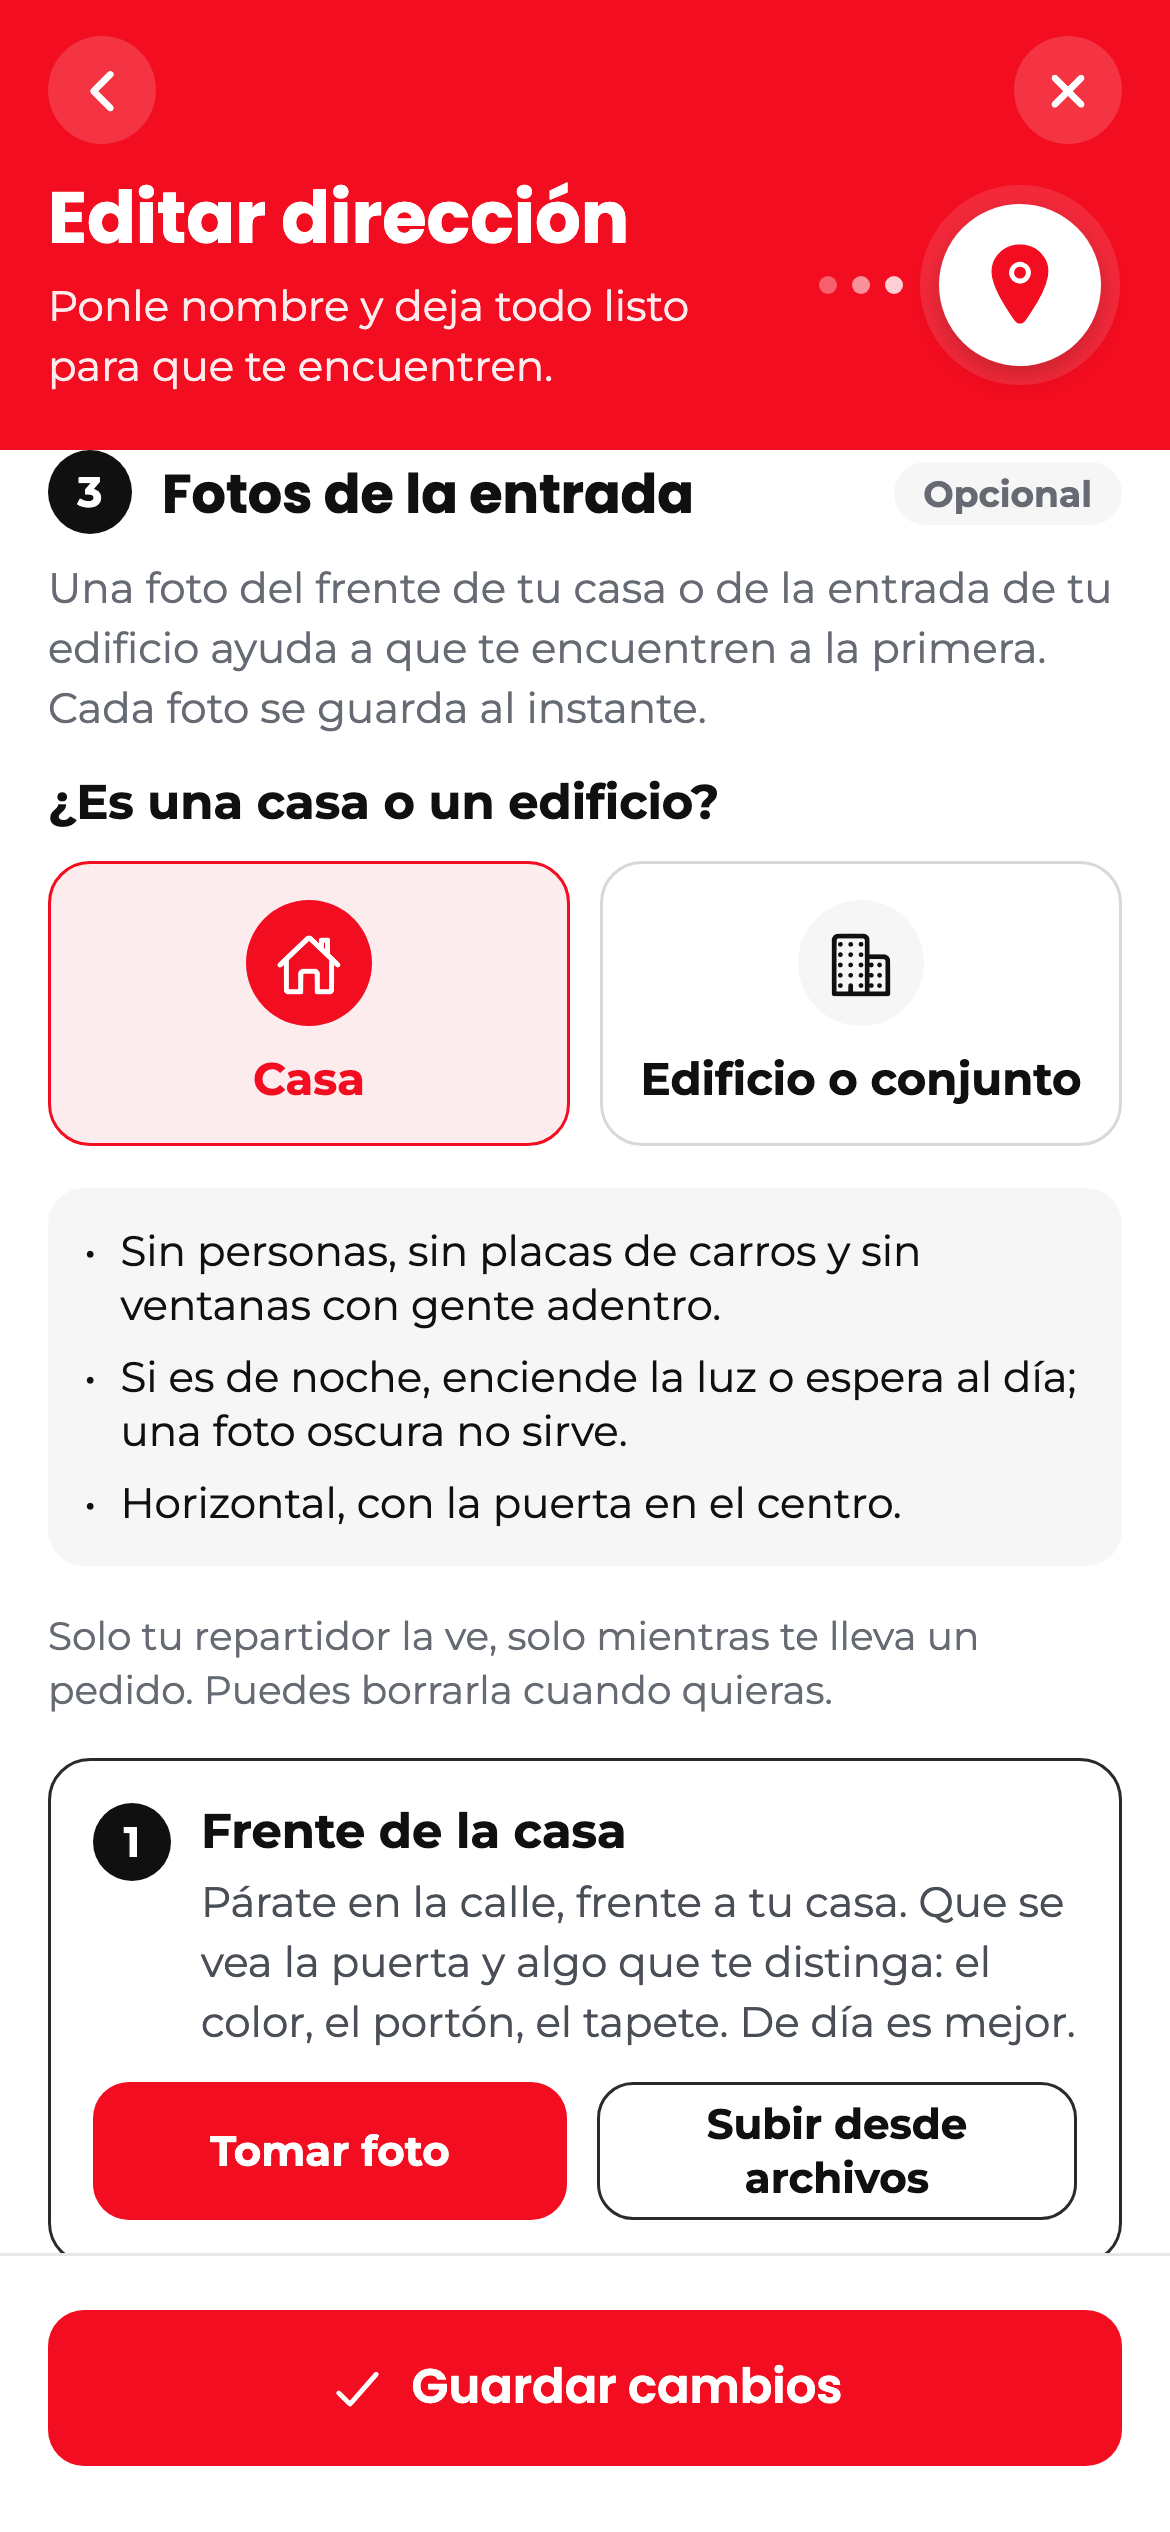 Editar dirección
Ponle nombre y deja todo listo
para que te encuentren.
3 Fotos de la entrada
Opcional
Una foto del frente de tu casa o de la entrada de tu
edificio ayuda a que te encuentren a la primera.
Cada foto se guarda al instante.
¿Es una casa o un edificio?
Casa
Edificio o conjunto
• Sin personas, sin placas de carros y sin
ventanas con gente adentro.
• Si es de noche, enciende la luz o espera al día;
una foto oscura no sirve.
• Horizontal, con la puerta en el centro.
Solo tu repartidor la ve, solo mientras te lleva un
pedido. Puedes borrarla cuando quieras.
1 Frente de la casa
Párate en la calle, frente a tu casa. Que se
vea la puerta y algo que te distinga: el
color, el portón, el tapete. De día es mejor.
Tomar foto
Subir desde
archivos
Guardar cambios